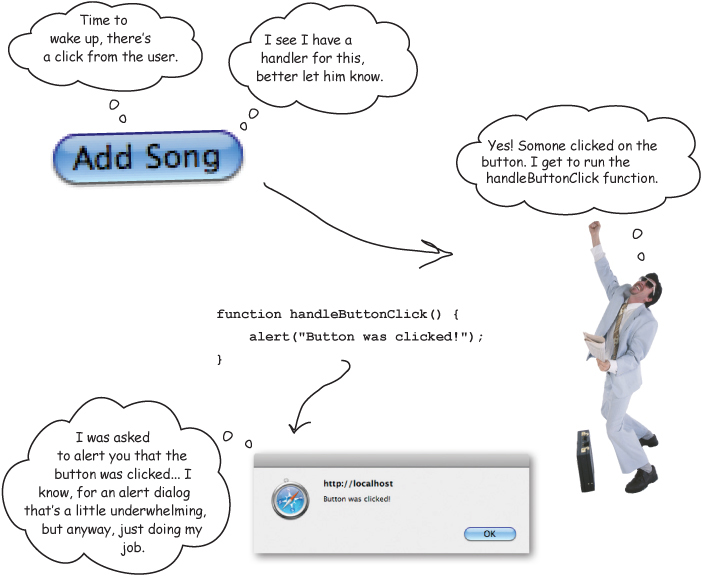 Time to
wake up, there's
a click from the user.
I see I have a
handler for this,
better let him know.
Add Song
Yes! Somone clicked on the
button. I get to run the
handleButtonClick function.
function handleButtonClick() {
alert("Button was clicked!");
}
I was asked
to alert you that the
button was clicked... I
know, for an alert dialog
that's a little underwhelming,
but anyway, just doing my
job.
http://localhost
Button was clicked!
OK